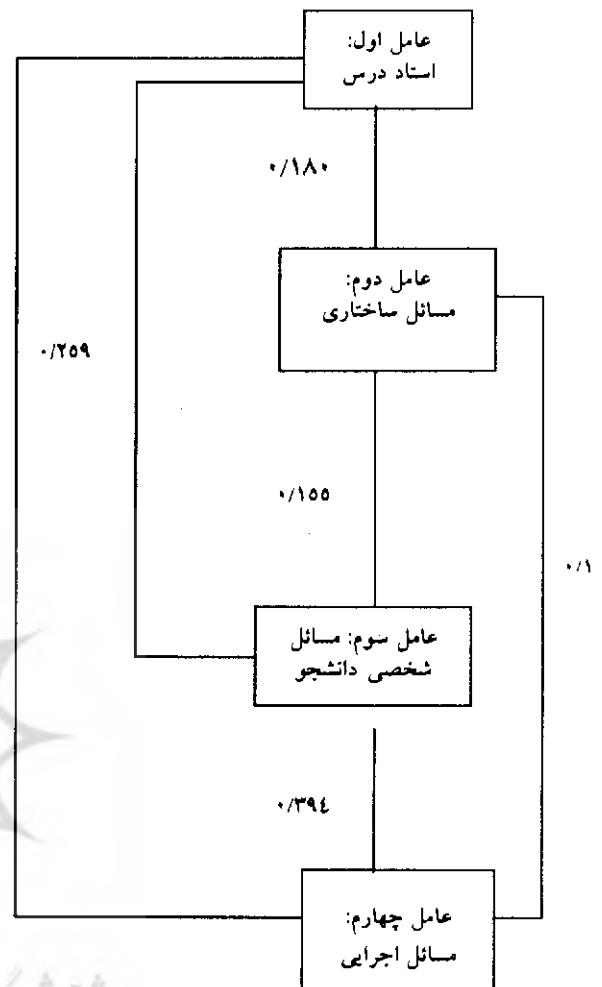 عامل اول:
استاد درس
۰/۱۸۰
عامل دوم:
مسائل ساختاری
۰/۲۵۹
۰/۱۵۵
۰/۱
عامل سوم: مسائل
شخصی دانشجو
۰/۳۹٤
عامل چهارم:
مسائل اجرایی